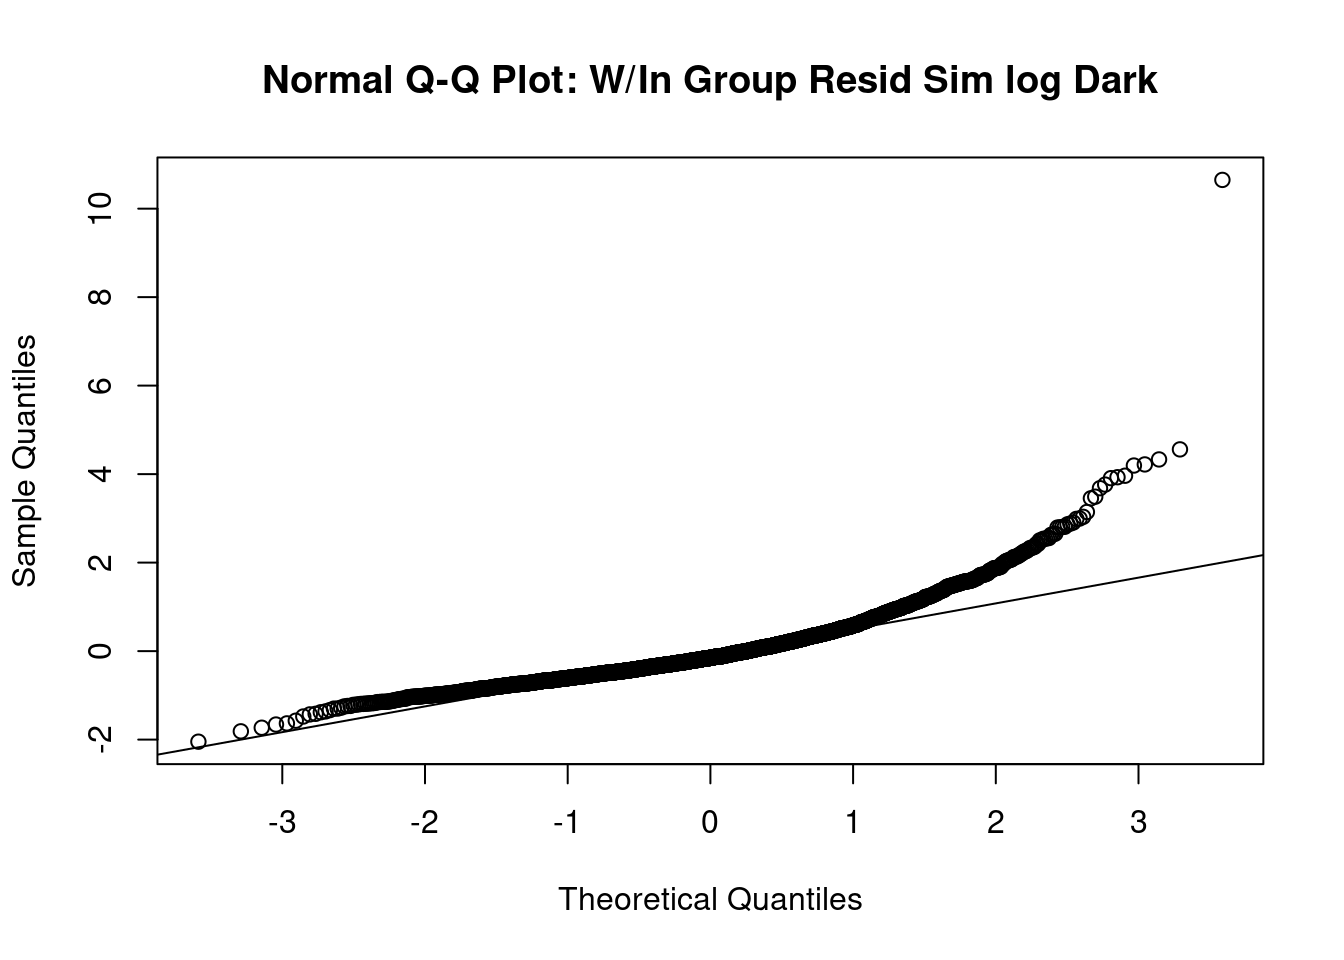 Normal Q-Q Plot: W/In Group Resid Sim log Dark
10
8
6
4
2
0
-2
Sample Quantiles
-3 -2 -1 0 1 2 3
Theoretical Quantiles